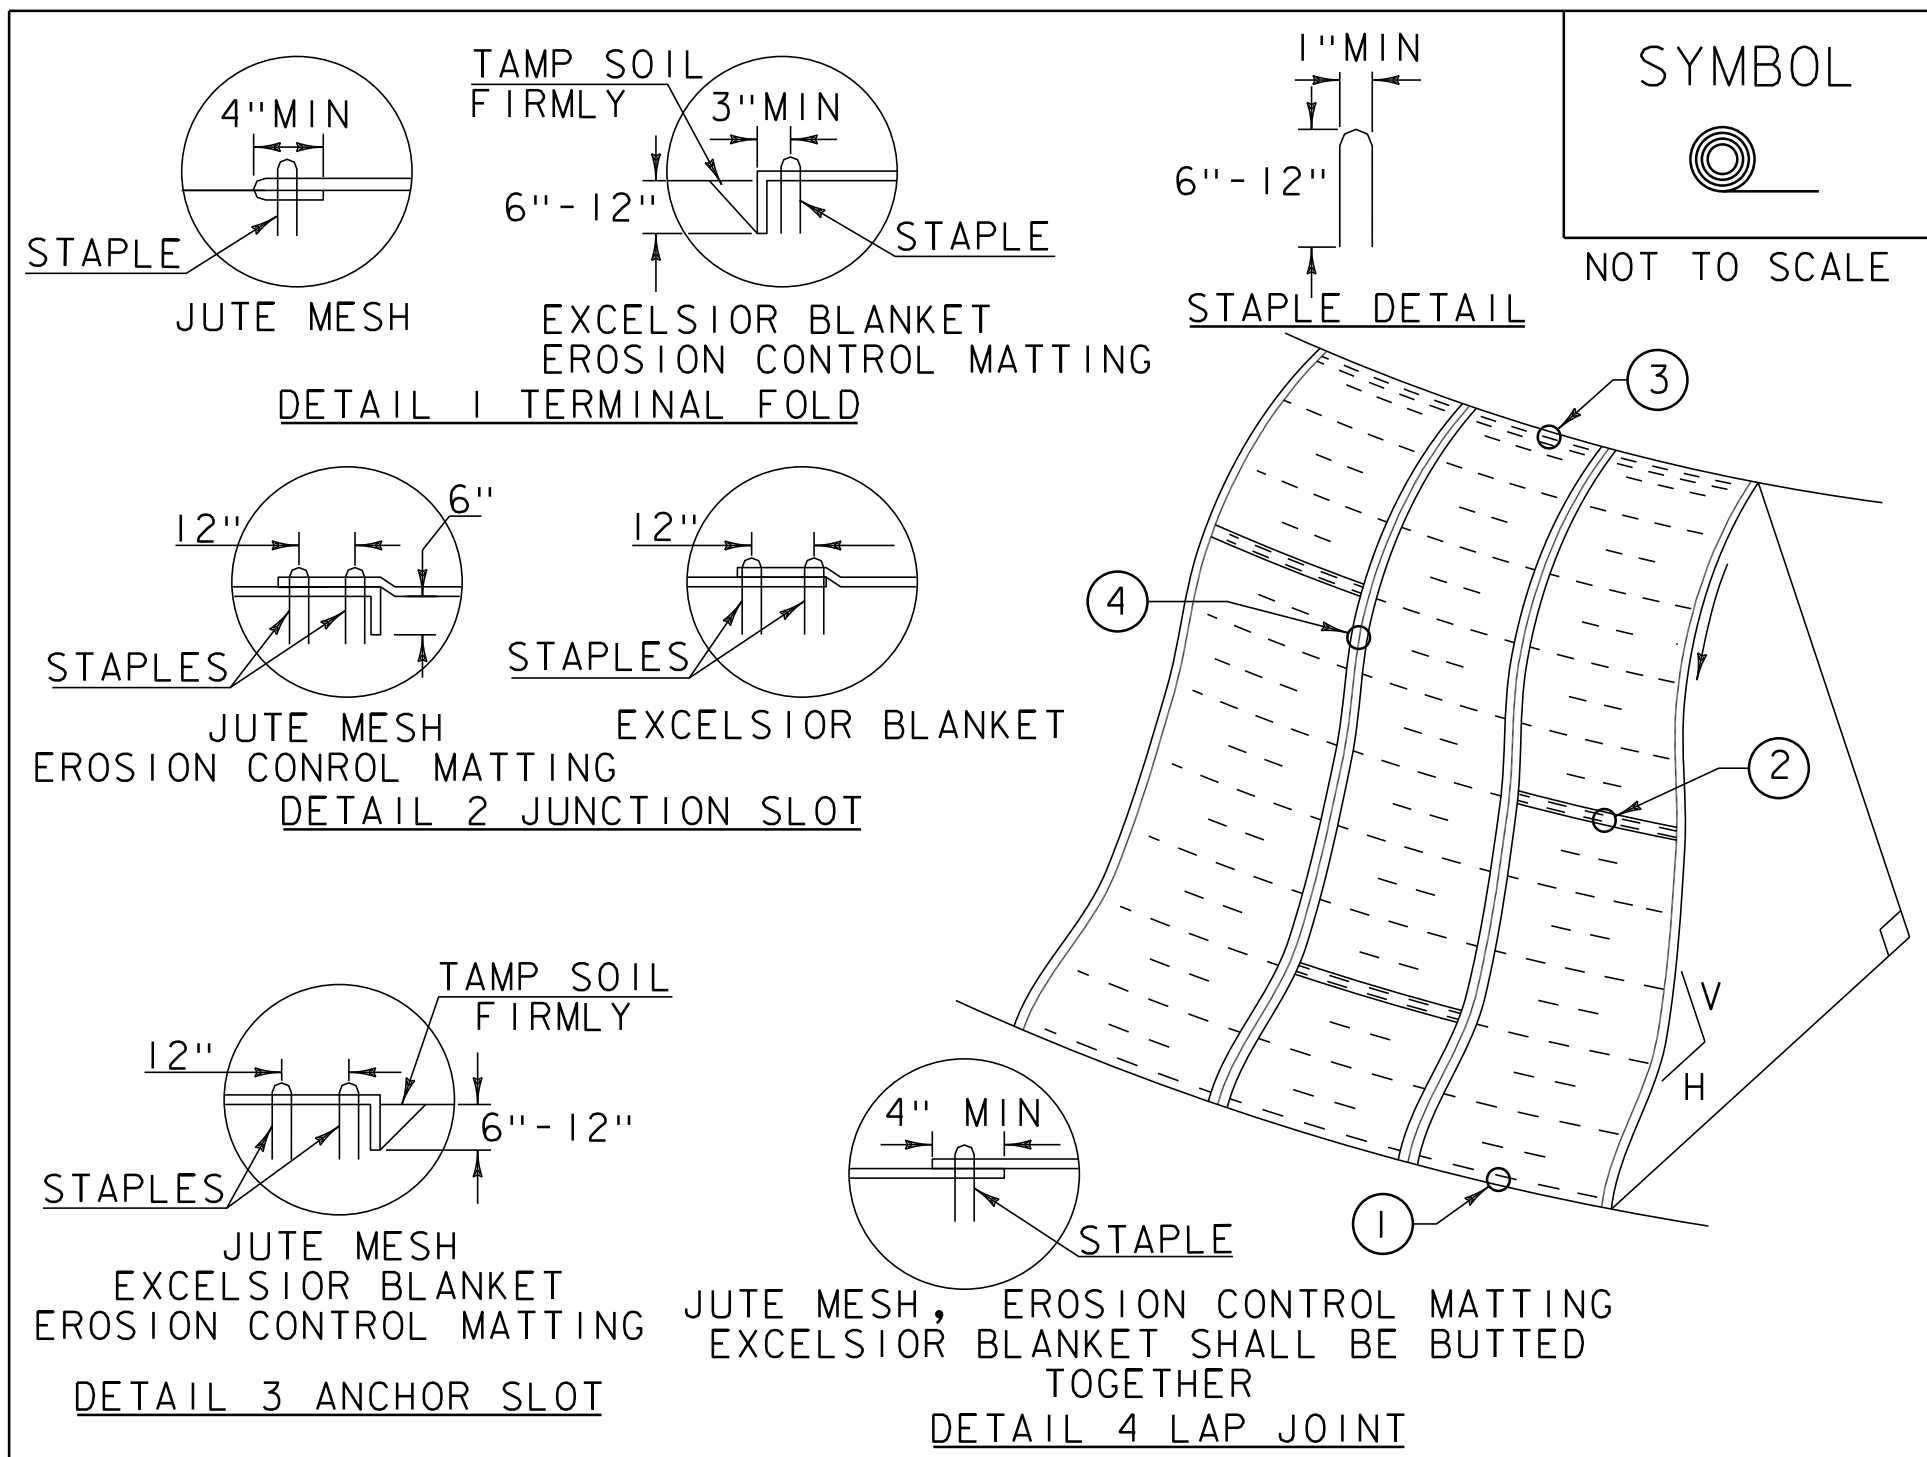 4"MIN
STAPLE
JUTE MESH
TAMP SOIL
FIRMLY
3"MIN
6"-12"
STAPLE
EXCELSIOR BLANKET
EROSION CONTROL MATTING
DETAIL 1 TERMINAL FOLD
1"MIN
6"-12"
STAPLE DETAIL
SYMBOL
NOT TO SCALE
12"
6"
STAPLES
JUTE MESH
EROSION CONROL MATTING
12"
STAPLES
EXCELSIOR BLANKET
DETAIL 2 JUNCTION SLOT
3
4
2
V
H
1
TAMP SOIL
FIRMLY
12"
6"-12"
STAPLES
JUTE MESH
EXCELSIOR BLANKET
EROSION CONTROL MATTING
DETAIL 3 ANCHOR SLOT
4" MIN
STAPLE
JUTE MESH, EROSION CONTROL MATTING
EXCELSIOR BLANKET SHALL BE BUTTED
TOGETHER
DETAIL 4 LAP JOINT